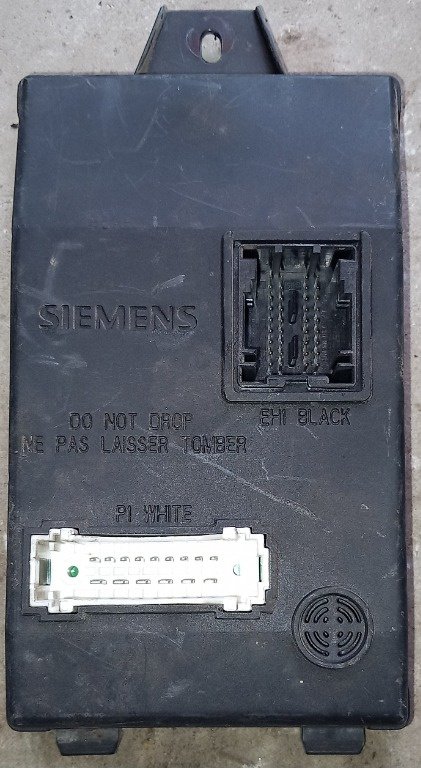 SIEMENS
DO NOT DROP
NE PAS LAISSER TOMBER
EH1 BLACK
P1 WHITE